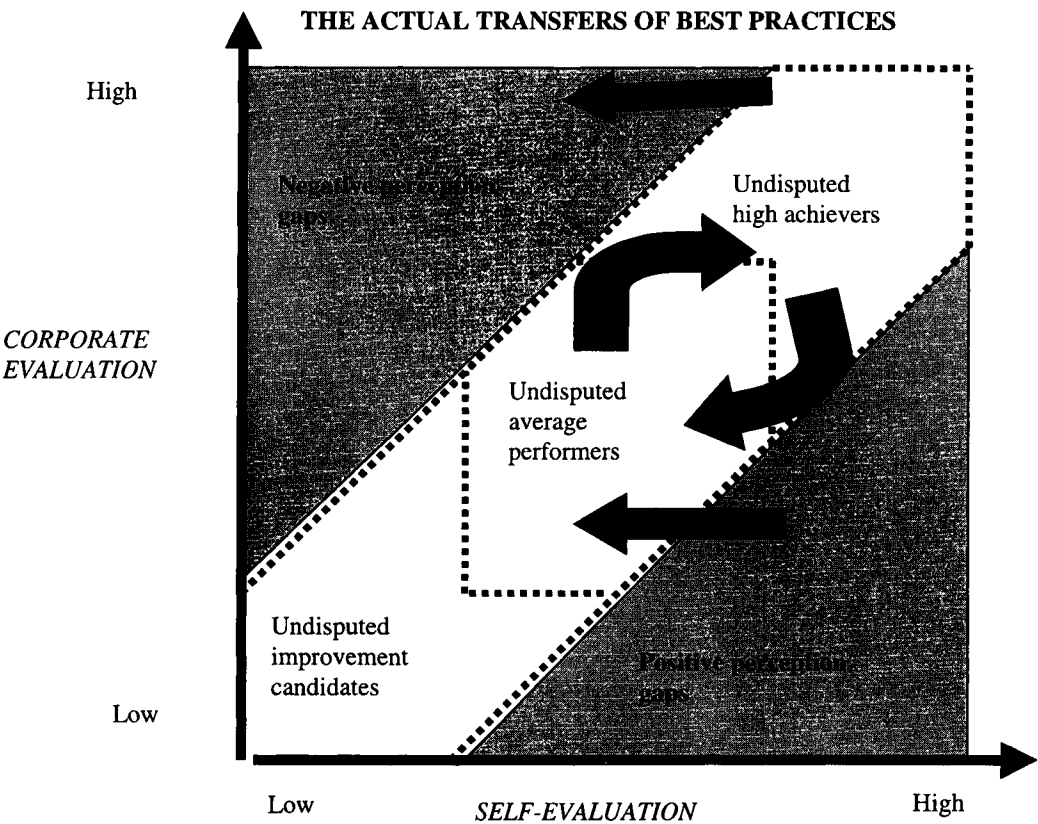 THE ACTUAL TRANSFERS OF BEST PRACTICES
High
Negative perception
gaps
Undisputed
high achievers
CORPORATE
EVALUATION
Undisputed
average
performers
Undisputed
improvement
candidates
Positive perception
gaps
Low
Low
SELF-EVALUATION
High